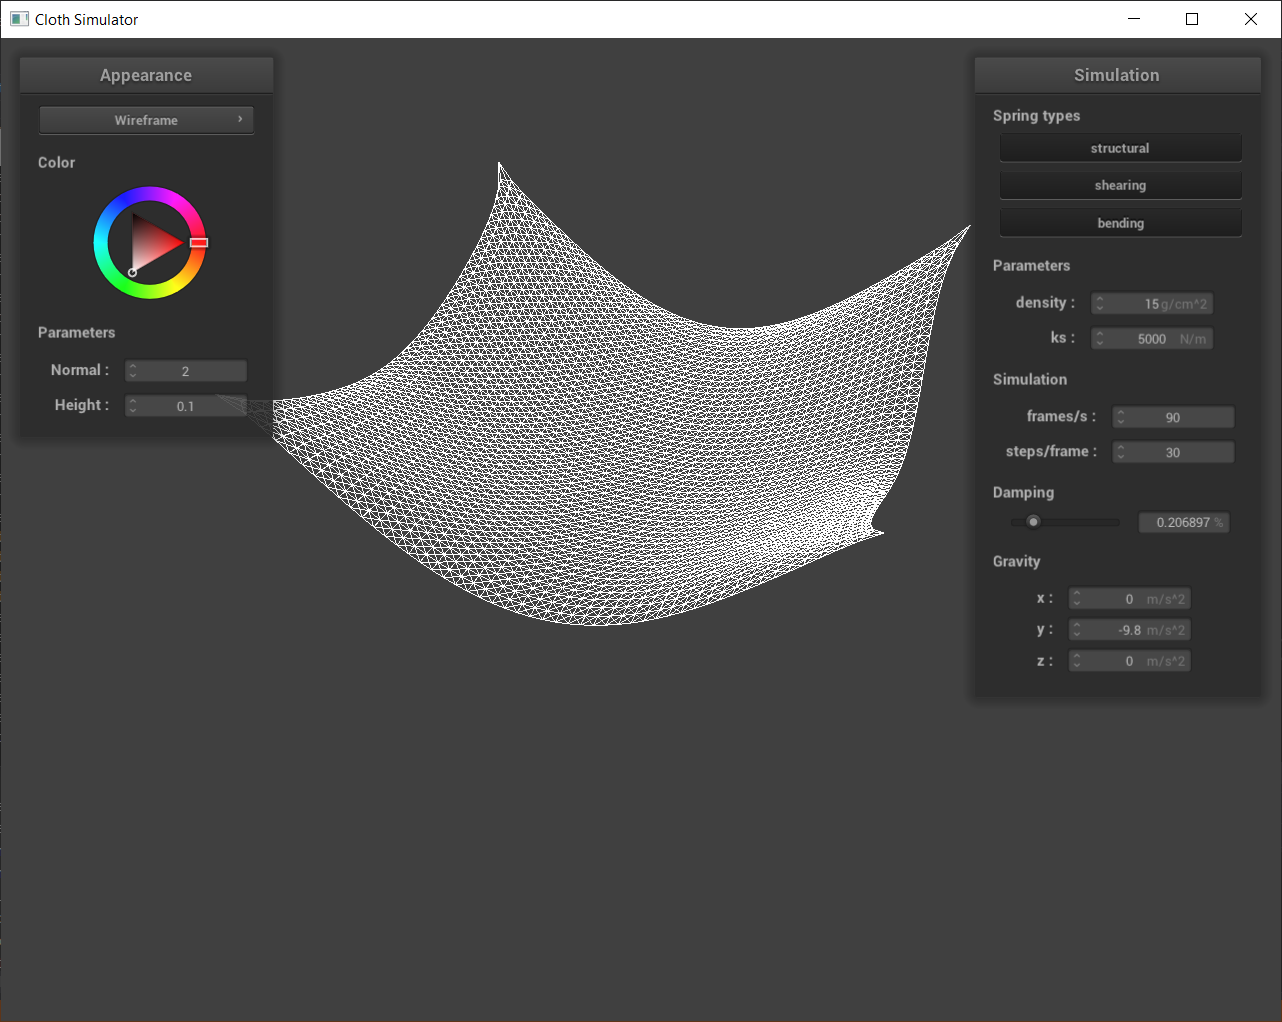 Cloth Simulator
Appearance
Wireframe
Color
Parameters
Normal : 2
Height : 0.1
Simulation
Spring types
structural
shearing
bending
Parameters
density : 15 g/cm^2
ks : 5000 N/m
Simulation
frames/s : 90
steps/frame : 30
Damping
0.206897 %
Gravity
x : 0 m/s^2
y : -9.8 m/s^2
z : 0 m/s^2